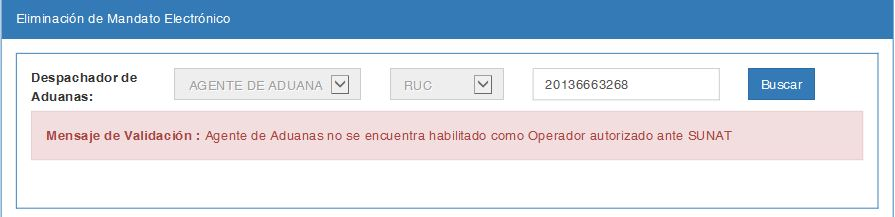 Eliminación de Mandato Electrónico
Despachador de
Aduanas:
AGENTE DE ADUANA
RUC
20136663268
Buscar
Mensaje de Validación : Agente de Aduanas no se encuentra habilitado como Operador autorizado ante SUNAT